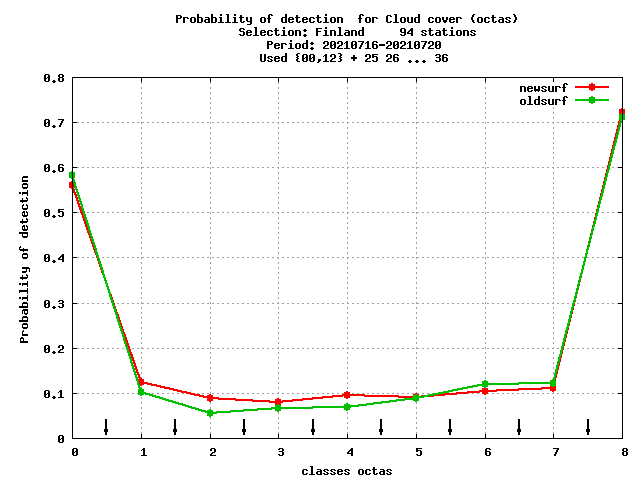 Probability of detection  for Cloud cover (octas)
Selection: Finland     94 stations
Period: 20210716-20210720
Used {00,12} + 25 26 ... 36
newsurf
oldsurf
Probability of detection
0.8
0.7
0.6
0.5
0.4
0.3
0.2
0.1
0
0 1 2 3 4 5 6 7 8
classes octas